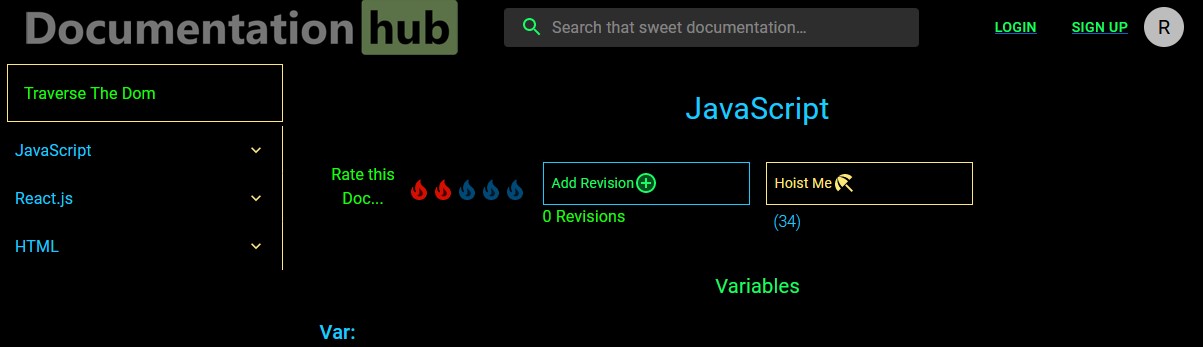 Documentation hub
Search that sweet documentation...
LOGIN
SIGN UP
R
Traverse The Dom
JavaScript
React.js
HTML
JavaScript
Rate this
Doc...
Add Revision
0 Revisions
Hoist Me
(34)
Variables
Var: